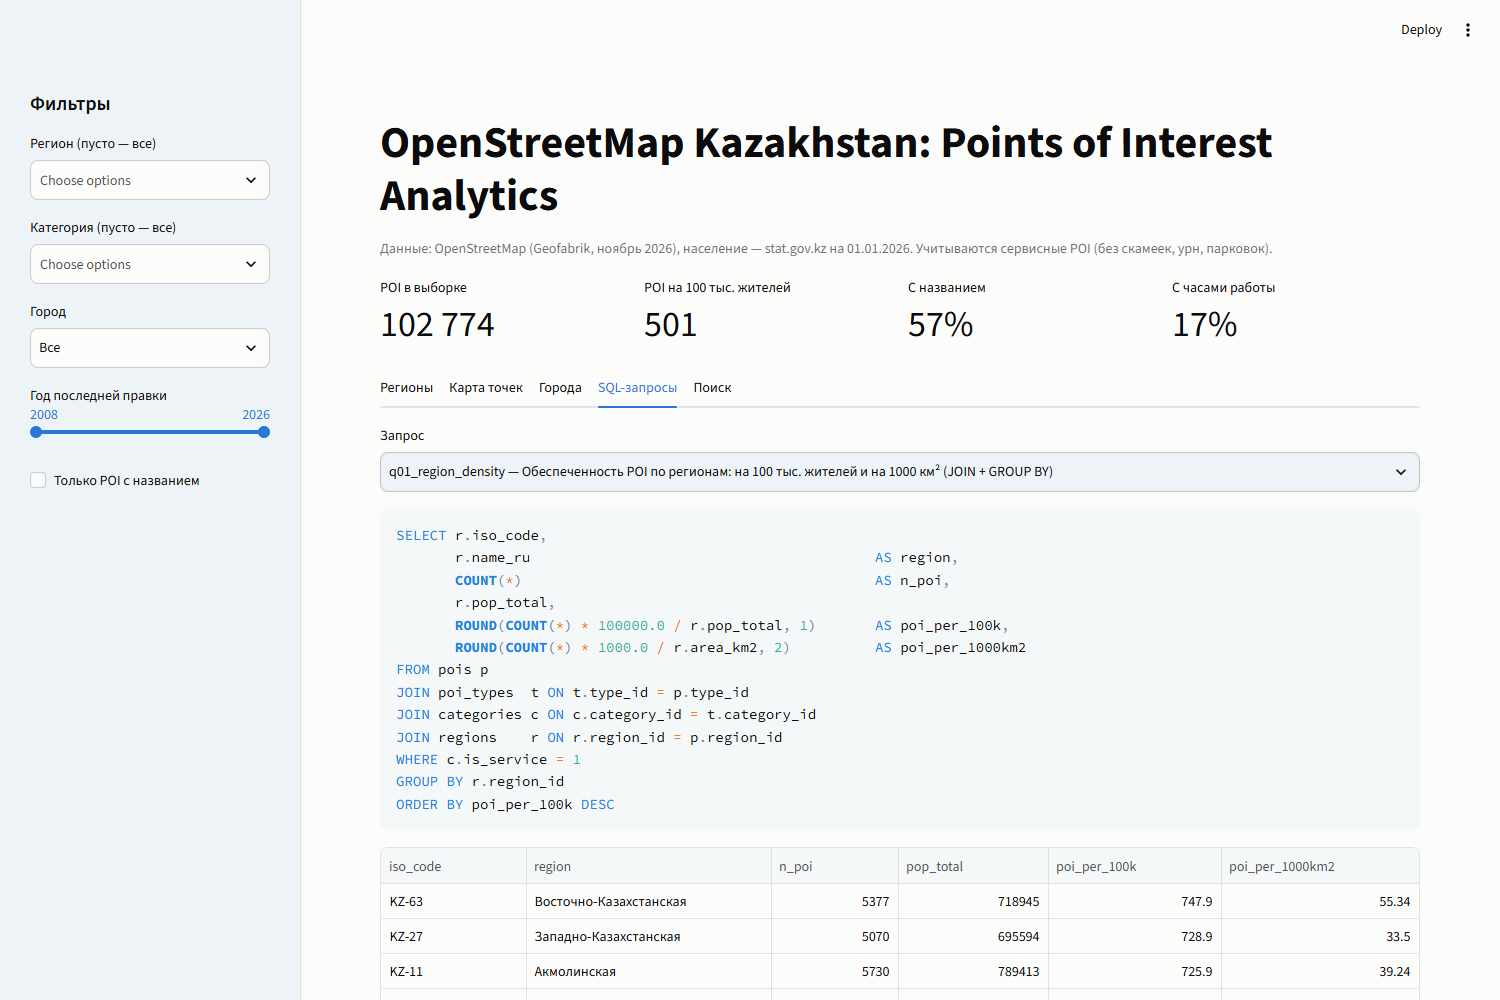 Deploy
Фильтры
Регион (пусто — все)
Choose options
Категория (пусто — все)
Choose options
Город
Все
Год последней правки
2008 2026
Только POI с названием
OpenStreetMap Kazakhstan: Points of Interest
Analytics
Данные: OpenStreetMap (Geofabrik, ноябрь 2026), население — stat.gov.kz на 01.01.2026. Учитываются сервисные POI (без скамеек, урн, парковок).
POI в выборке POI на 100 тыс. жителей С названием С часами работы
102 774 501 57% 17%
Регионы Карта точек Города SQL-запросы Поиск
Запрос
q01_region_density — Обеспеченность POI по регионам: на 100 тыс. жителей и на 1000 км² (JOIN + GROUP BY)
SELECT r.iso_code,
r.name_ru AS region,
COUNT(*) AS n_poi,
r.pop_total,
ROUND(COUNT(*) * 100000.0 / r.pop_total, 1) AS poi_per_100k,
ROUND(COUNT(*) * 1000.0 / r.area_km2, 2) AS poi_per_1000km2
FROM pois p
JOIN poi_types t ON t.type_id = p.type_id
JOIN categories c ON c.category_id = t.category_id
JOIN regions r ON r.region_id = p.region_id
WHERE c.is_service = 1
GROUP BY r.region_id
ORDER BY poi_per_100k DESC
iso_code region n_poi pop_total poi_per_100k poi_per_1000km2
KZ-63 Восточно-Казахстанская 5377 718945 747.9 55.34
KZ-27 Западно-Казахстанская 5070 695594 728.9 33.5
KZ-11 Акмолинская 5730 789413 725.9 39.24